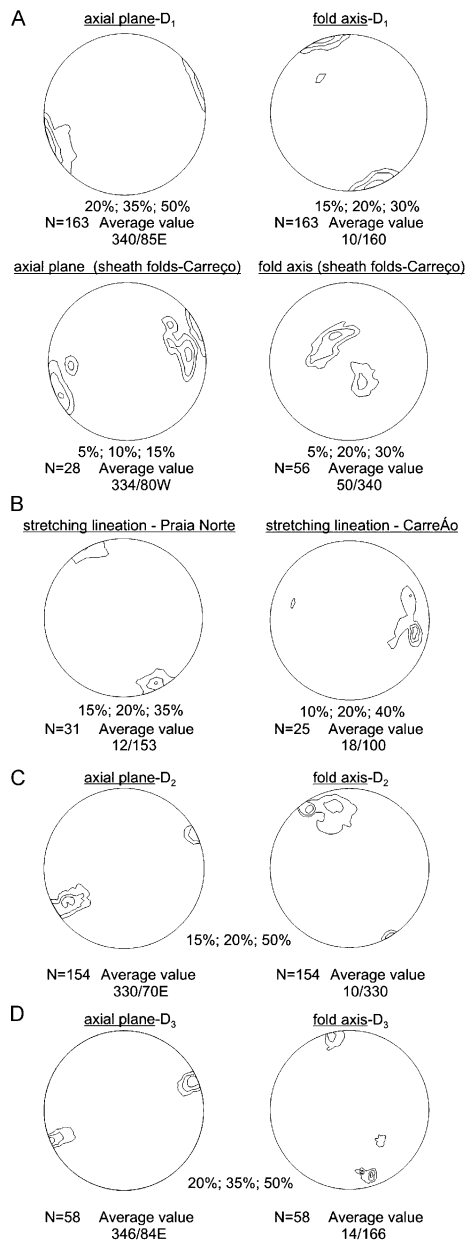 A
axial plane-D1
fold axis-D1
20%; 35%; 50%
N=163 Average value
340/85E
15%; 20%; 30%
N=163 Average value
10/160
axial plane (sheath folds-Carreço)
fold axis (sheath folds-Carreço)
5%; 10%; 15%
N=28 Average value
334/80W
5%; 20%; 30%
N=56 Average value
50/340
B
stretching lineation - Praia Norte
stretching lineation - CarreÁo
15%; 20%; 35%
N=31 Average value
12/153
10%; 20%; 40%
N=25 Average value
18/100
C
axial plane-D2
fold axis-D2
15%; 20%; 50%
N=154 Average value
330/70E
N=154 Average value
10/330
D
axial plane-D3
fold axis-D3
20%; 35%; 50%
N=58 Average value
346/84E
N=58 Average value
14/166